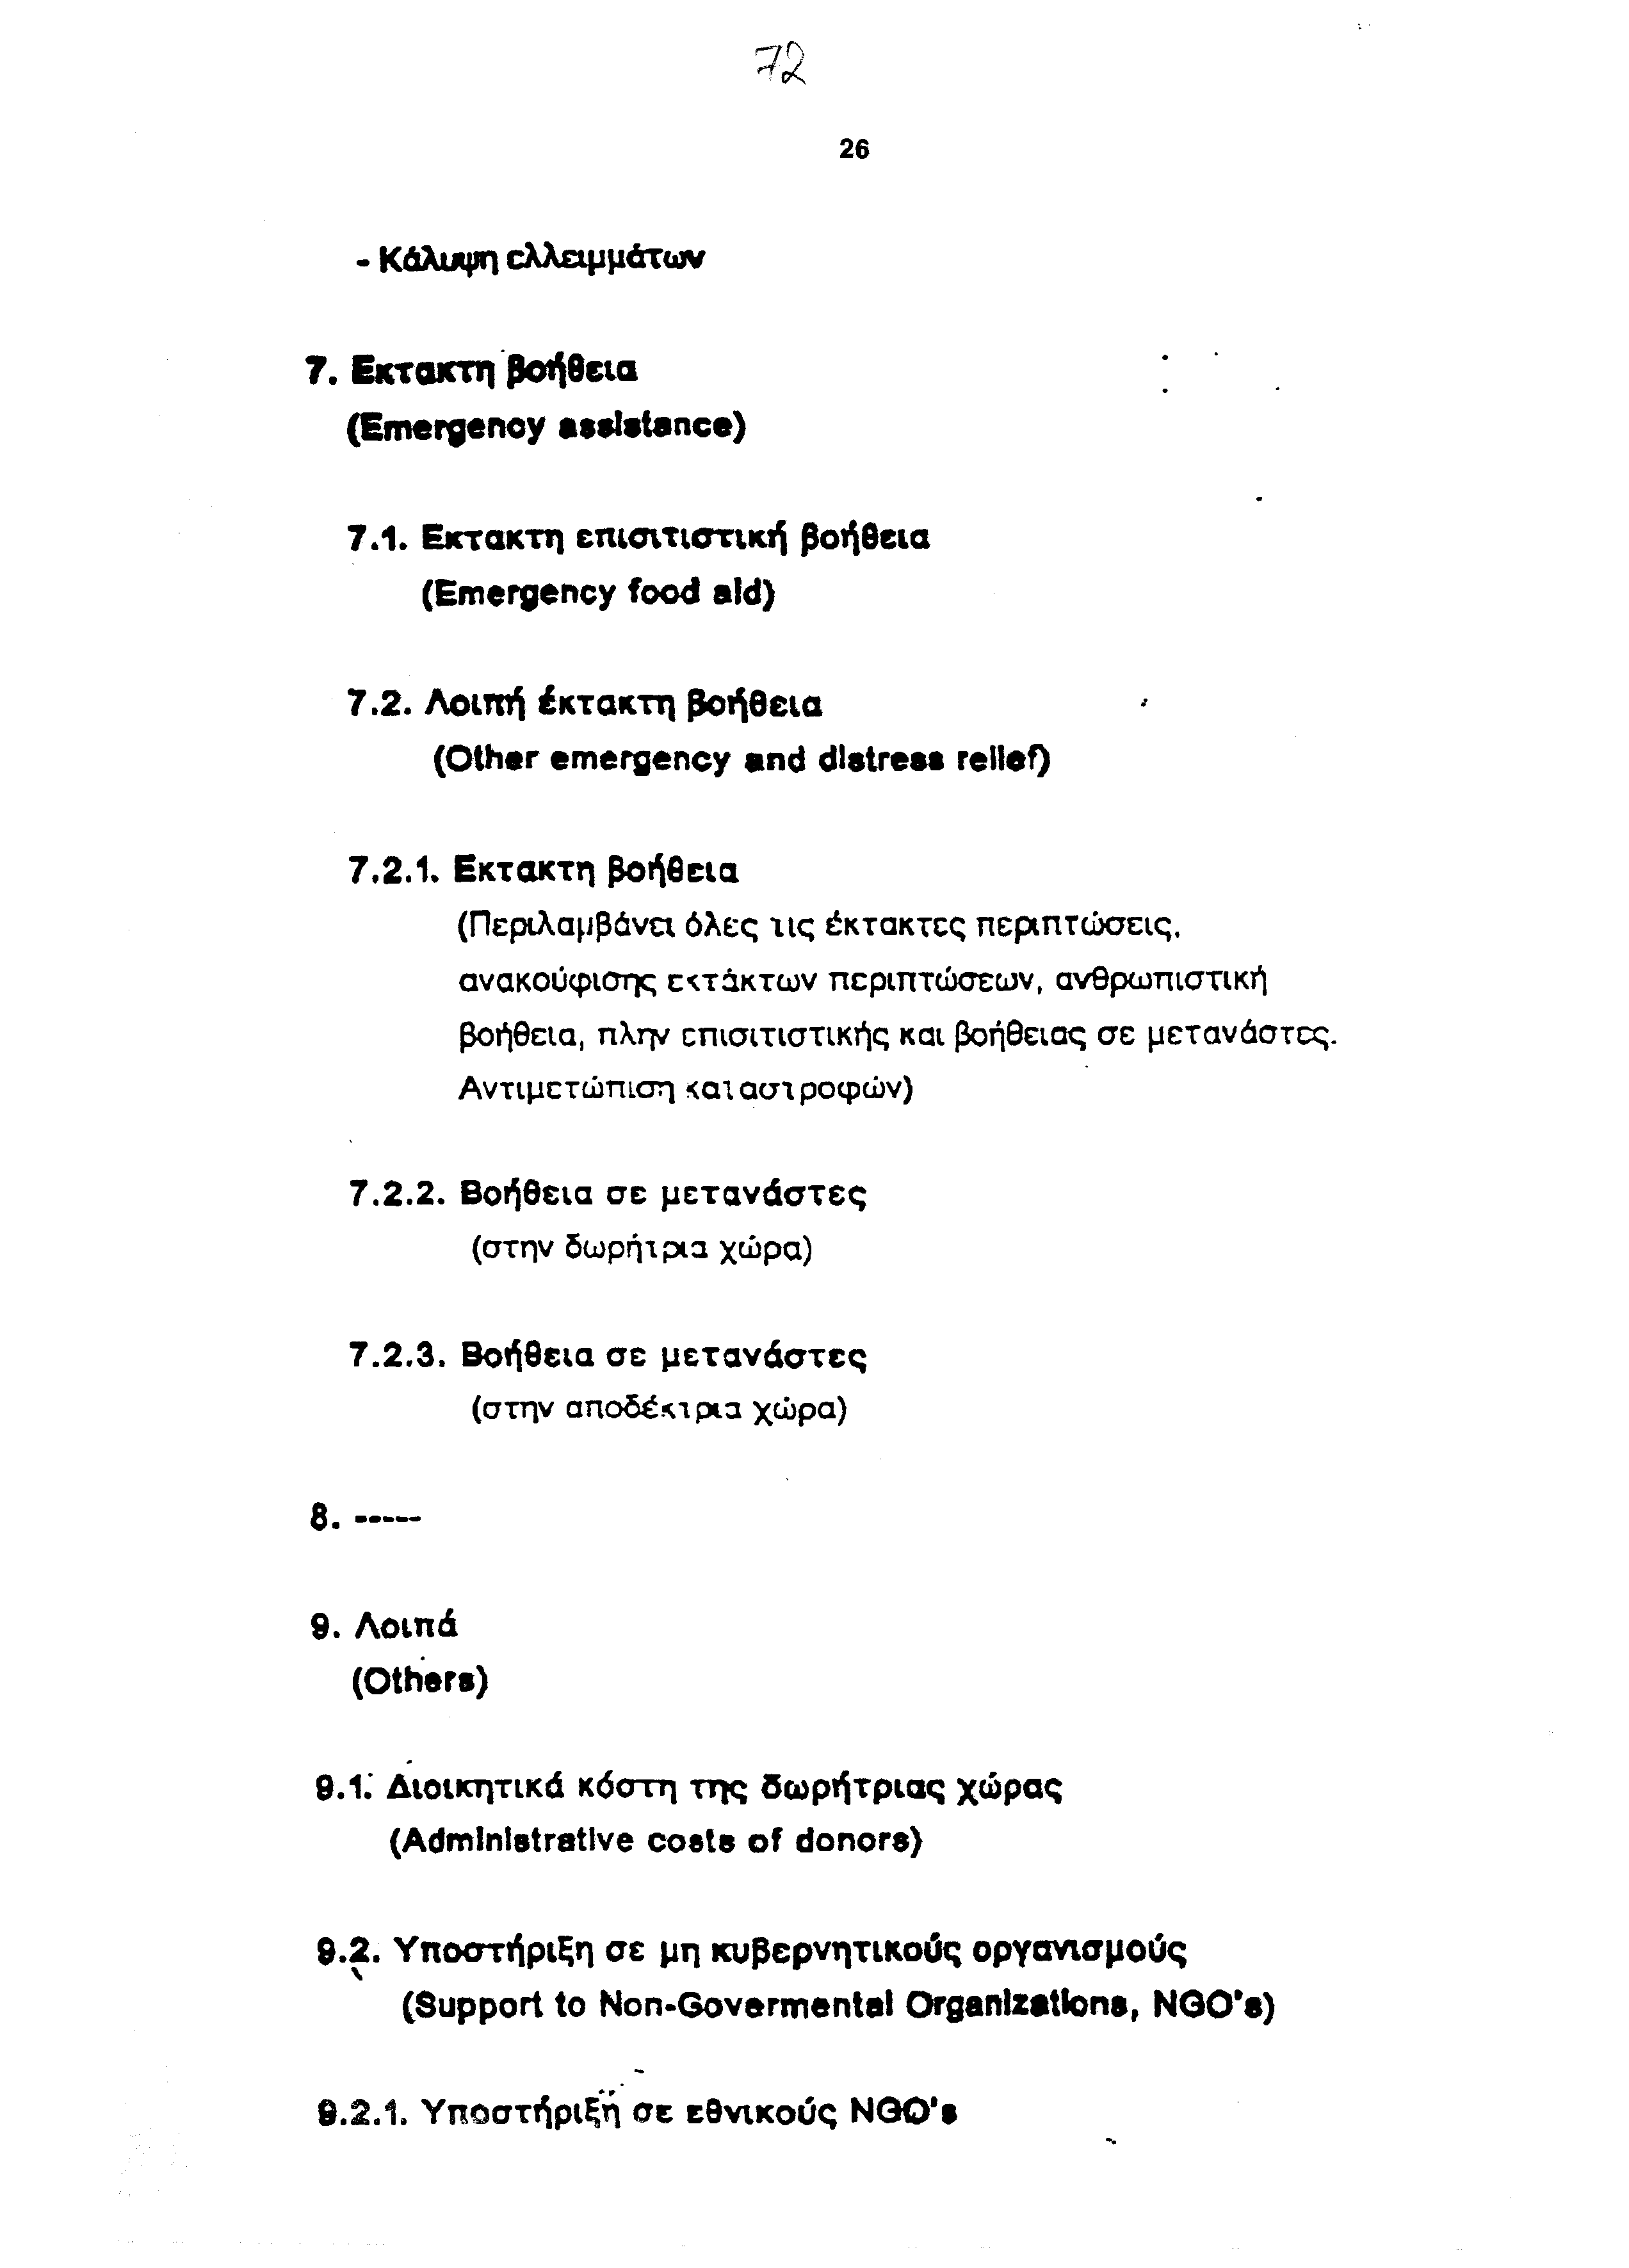 72
26
- Κάλυψη ελλειμμάτων
7. Εκτακτη βοήθεια
(Emergency assistance)
7.1. Εκτακτη επισιτιστική βοήθεια
(Emergency food aid)
7.2. Λοιπή έκτακτη βοήθεια
(Other emergency and distress relief)
7.2.1. Εκτακτη βοήθεια
(Περιλαμβάνει όλες τις έκτακτες περιπτώσεις,
ανακούφισης εκτάκτων περιπτώσεων, ανθρωπιστική
βοήθεια, πλην επισιτιστικής και βοήθειας σε μετανάστες.
Αντιμετώπιση καταστροφών)
7.2.2. Βοήθεια σε μετανάστες
(στην δωρήτρια χώρα)
7.2.3. Βοήθεια σε μετανάστες
(στην αποδέκτρια χώρα)
8. -----
9. Λοιπά
(Others)
9.1. Διοικητικά κόστη της δωρήτριας χώρας
(Administrative costs of donors)
9.2. Υποστήριξη σε μη κυβερνητικούς οργανισμούς
(Support to Non-Govermental Organizations, NGO's)
9.2.1. Υποστήριξη σε εθνικούς NGO's